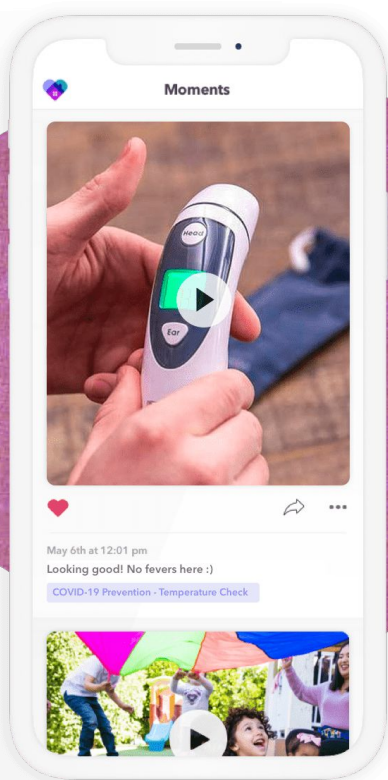 Moments
Head
Ear
May 6th at 12:01 pm
Looking good! No fevers here :)
COVID-19 Prevention - Temperature Check